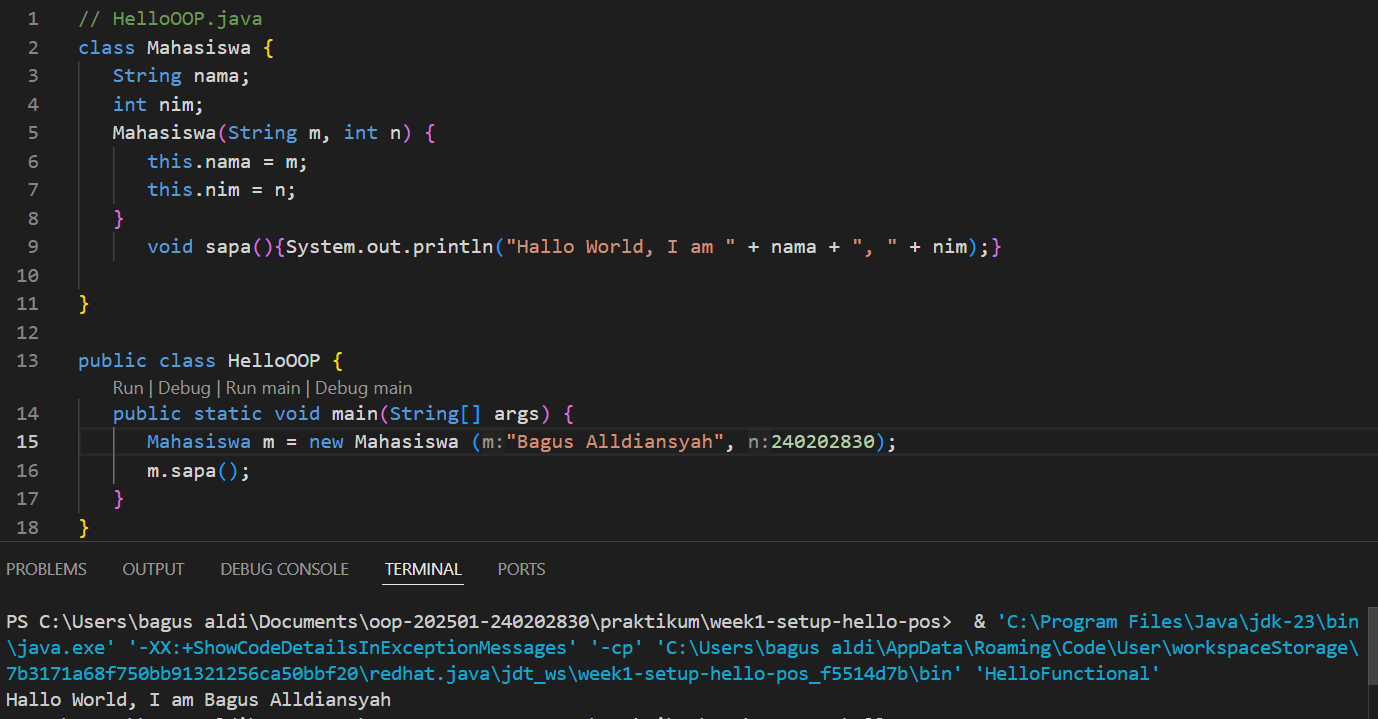 1 // HelloOOP.java
2 class Mahasiswa {
3 String nama;
4 int nim;
5 Mahasiswa(String m, int n) {
6 this.nama = m;
7 this.nim = n;
8 }
9 void sapa(){System.out.println("Hallo World, I am " + nama + ", " + nim);}
10
11 }
12
13 public class HelloOOP {
Run | Debug | Run main | Debug main
14 public static void main(String[] args) {
15 Mahasiswa m = new Mahasiswa (m:"Bagus Alldiansyah", n:240202830);
16 m.sapa();
17 }
18 }
PROBLEMS OUTPUT DEBUG CONSOLE TERMINAL PORTS
PS C:\Users\bagus aldi\Documents\oop-202501-240202830\praktikum\week1-setup-hello-pos> & 'C:\Program Files\Java\jdk-23\bin
\java.exe' '-XX:+ShowCodeDetailsInExceptionMessages' '-cp' 'C:\Users\bagus aldi\AppData\Roaming\Code\User\workspaceStorage\
7b3171a68f750bb91321256ca50bbf20\redhat.java\jdt_ws\week1-setup-hello-pos_f5514d7b\bin' 'HelloFunctional'
Hallo World, I am Bagus Alldiansyah